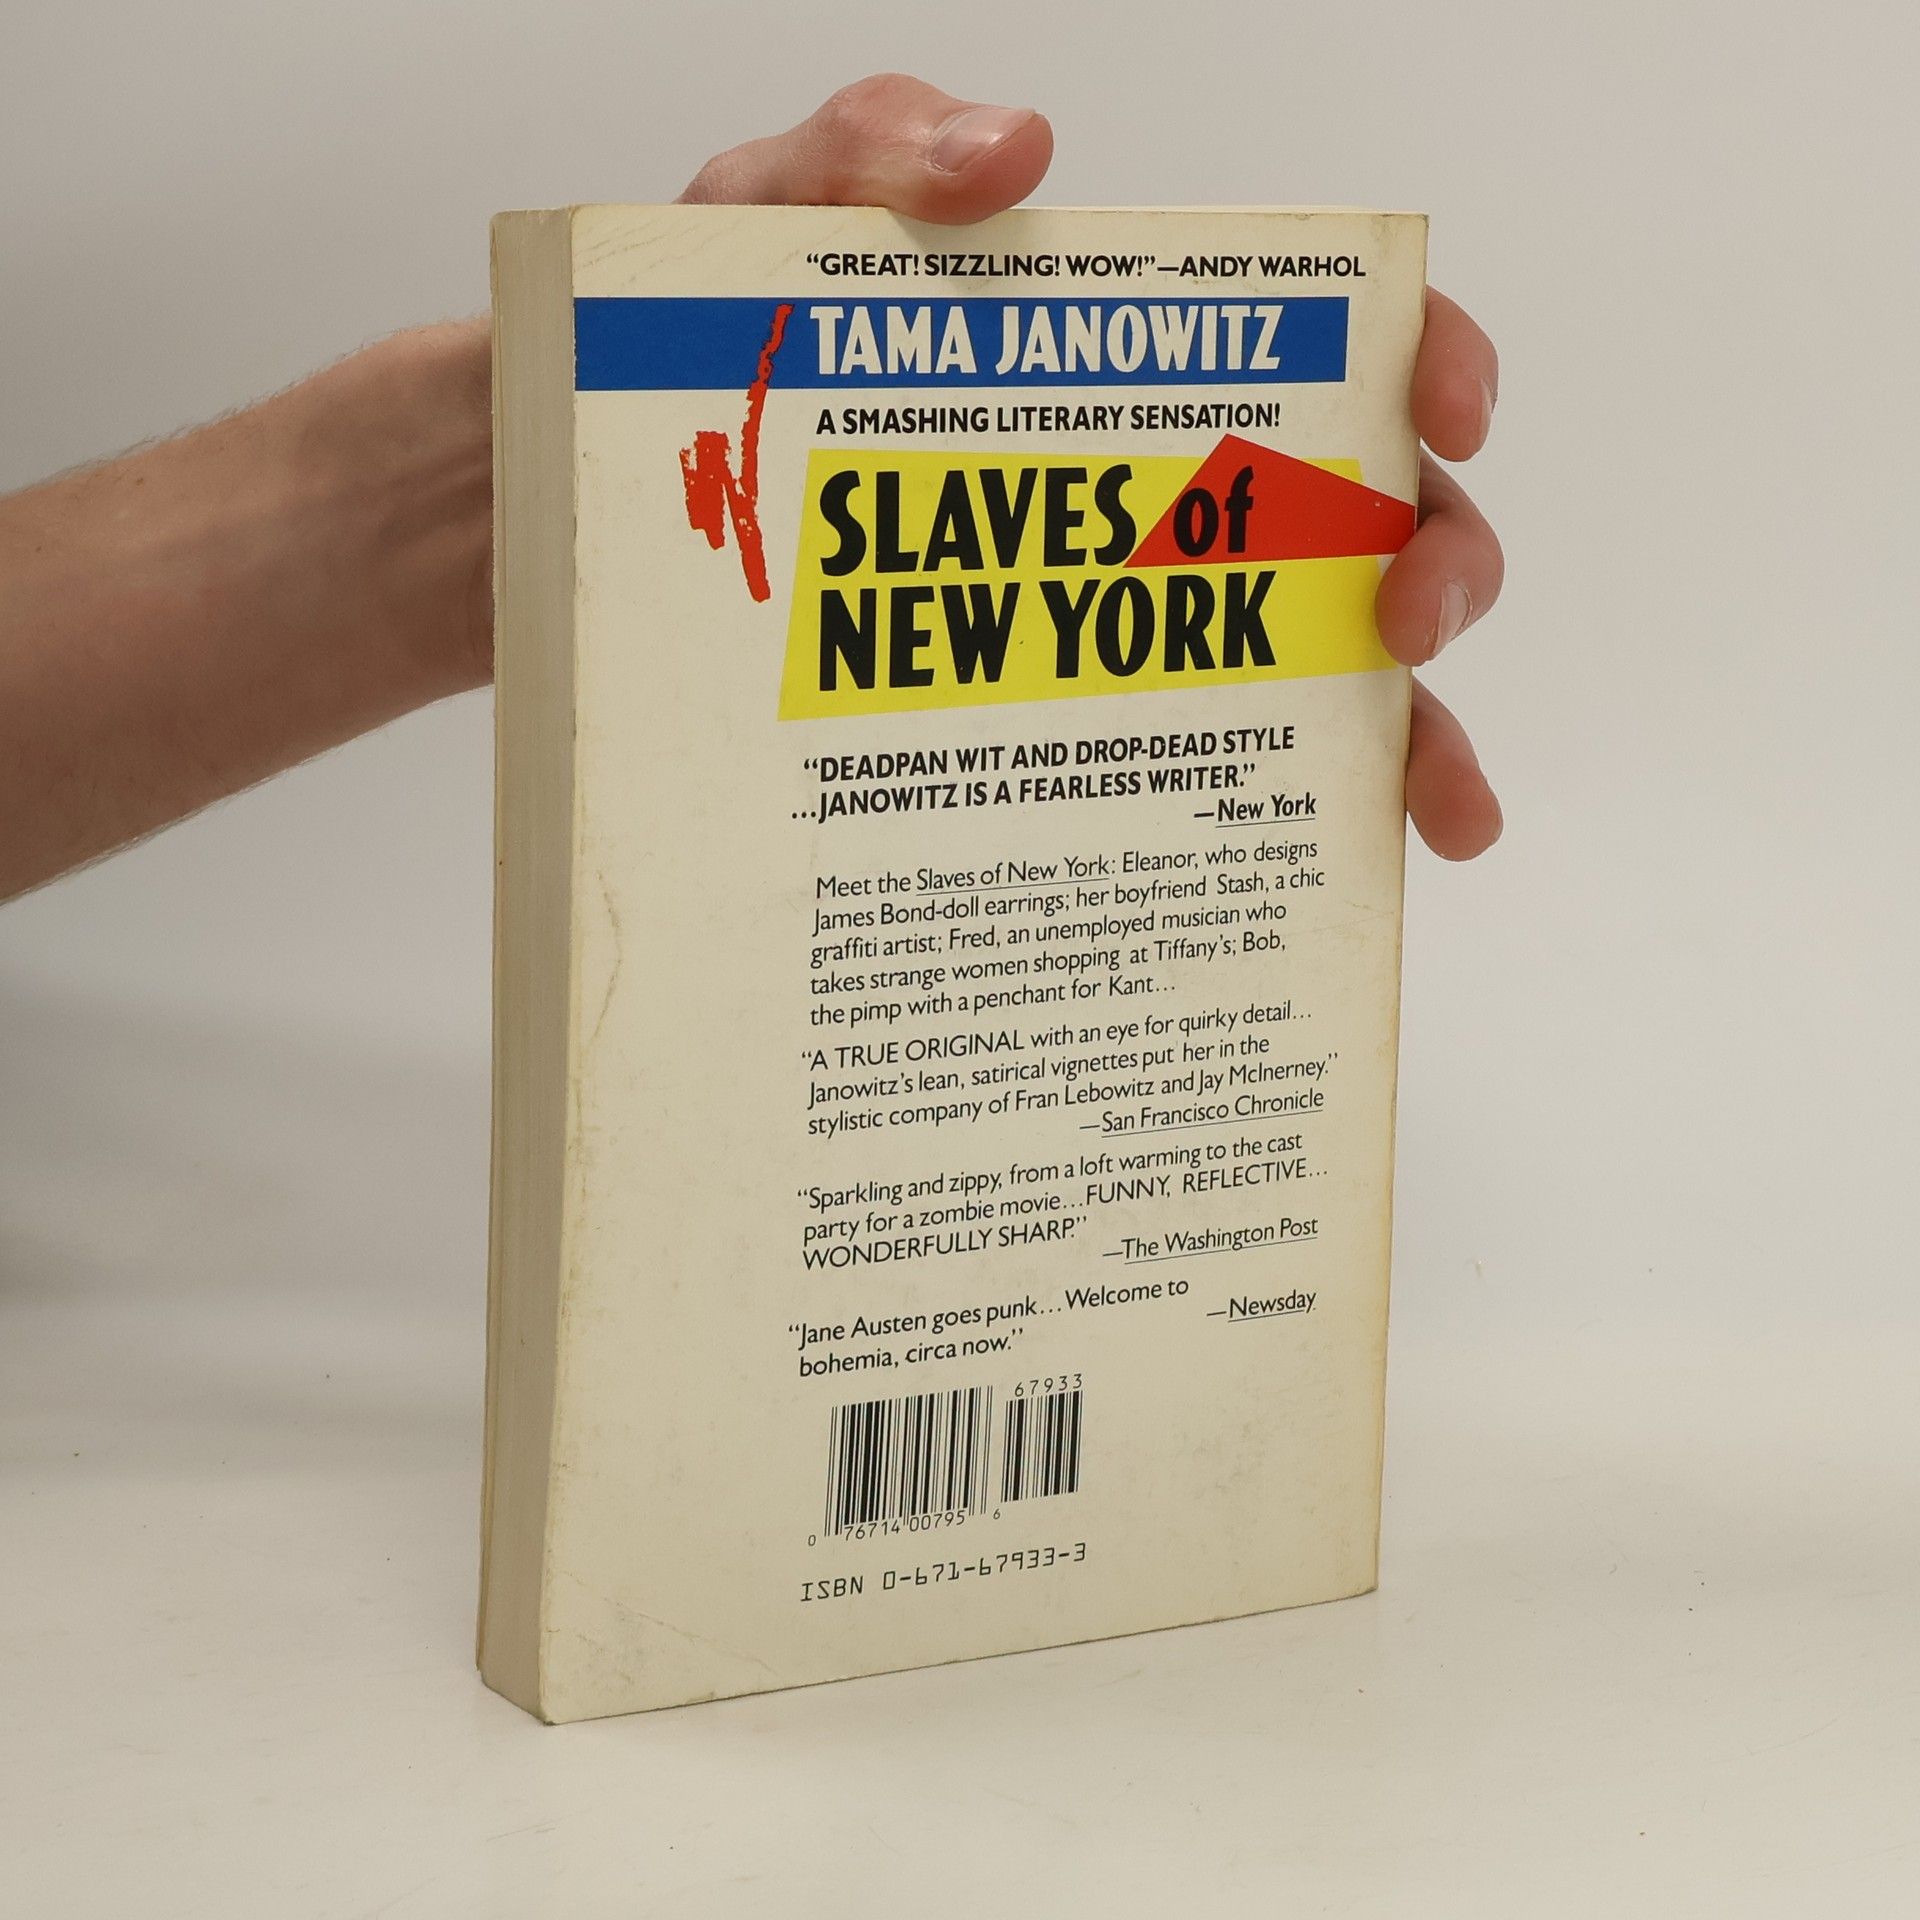 “GREAT! SIZZLING! WOW!”—ANDY WARHOL
TAMA JANOWITZ
A SMASHING LITERARY SENSATION!
SLAVES of
NEW YORK
“DEADPAN WIT AND DROP-DEAD STYLE
...JANOWITZ IS A FEARLESS WRITER.”
—New York
Meet the Slaves of New York: Eleanor, who designs
James Bond-doll earrings; her boyfriend Stash, a chic
graffiti artist; Fred, an unemployed musician who
takes strange women shopping at Tiffany’s; Bob,
the pimp with a penchant for Kant...
“A TRUE ORIGINAL with an eye for quirky detail...
Janowitz’s lean, satirical vignettes put her in the
stylistic company of Fran Lebowitz and Jay McInerney.”
—San Francisco Chronicle
“Sparkling and zippy, from a loft warming to the cast
party for a zombie movie...FUNNY, REFLECTIVE...
WONDERFULLY SHARP.”
—The Washington Post
“Jane Austen goes punk...Welcome to
bohemia, circa now.”
—Newsday
67933
0 76714 00795 6
ISBN 0-671-67933-3